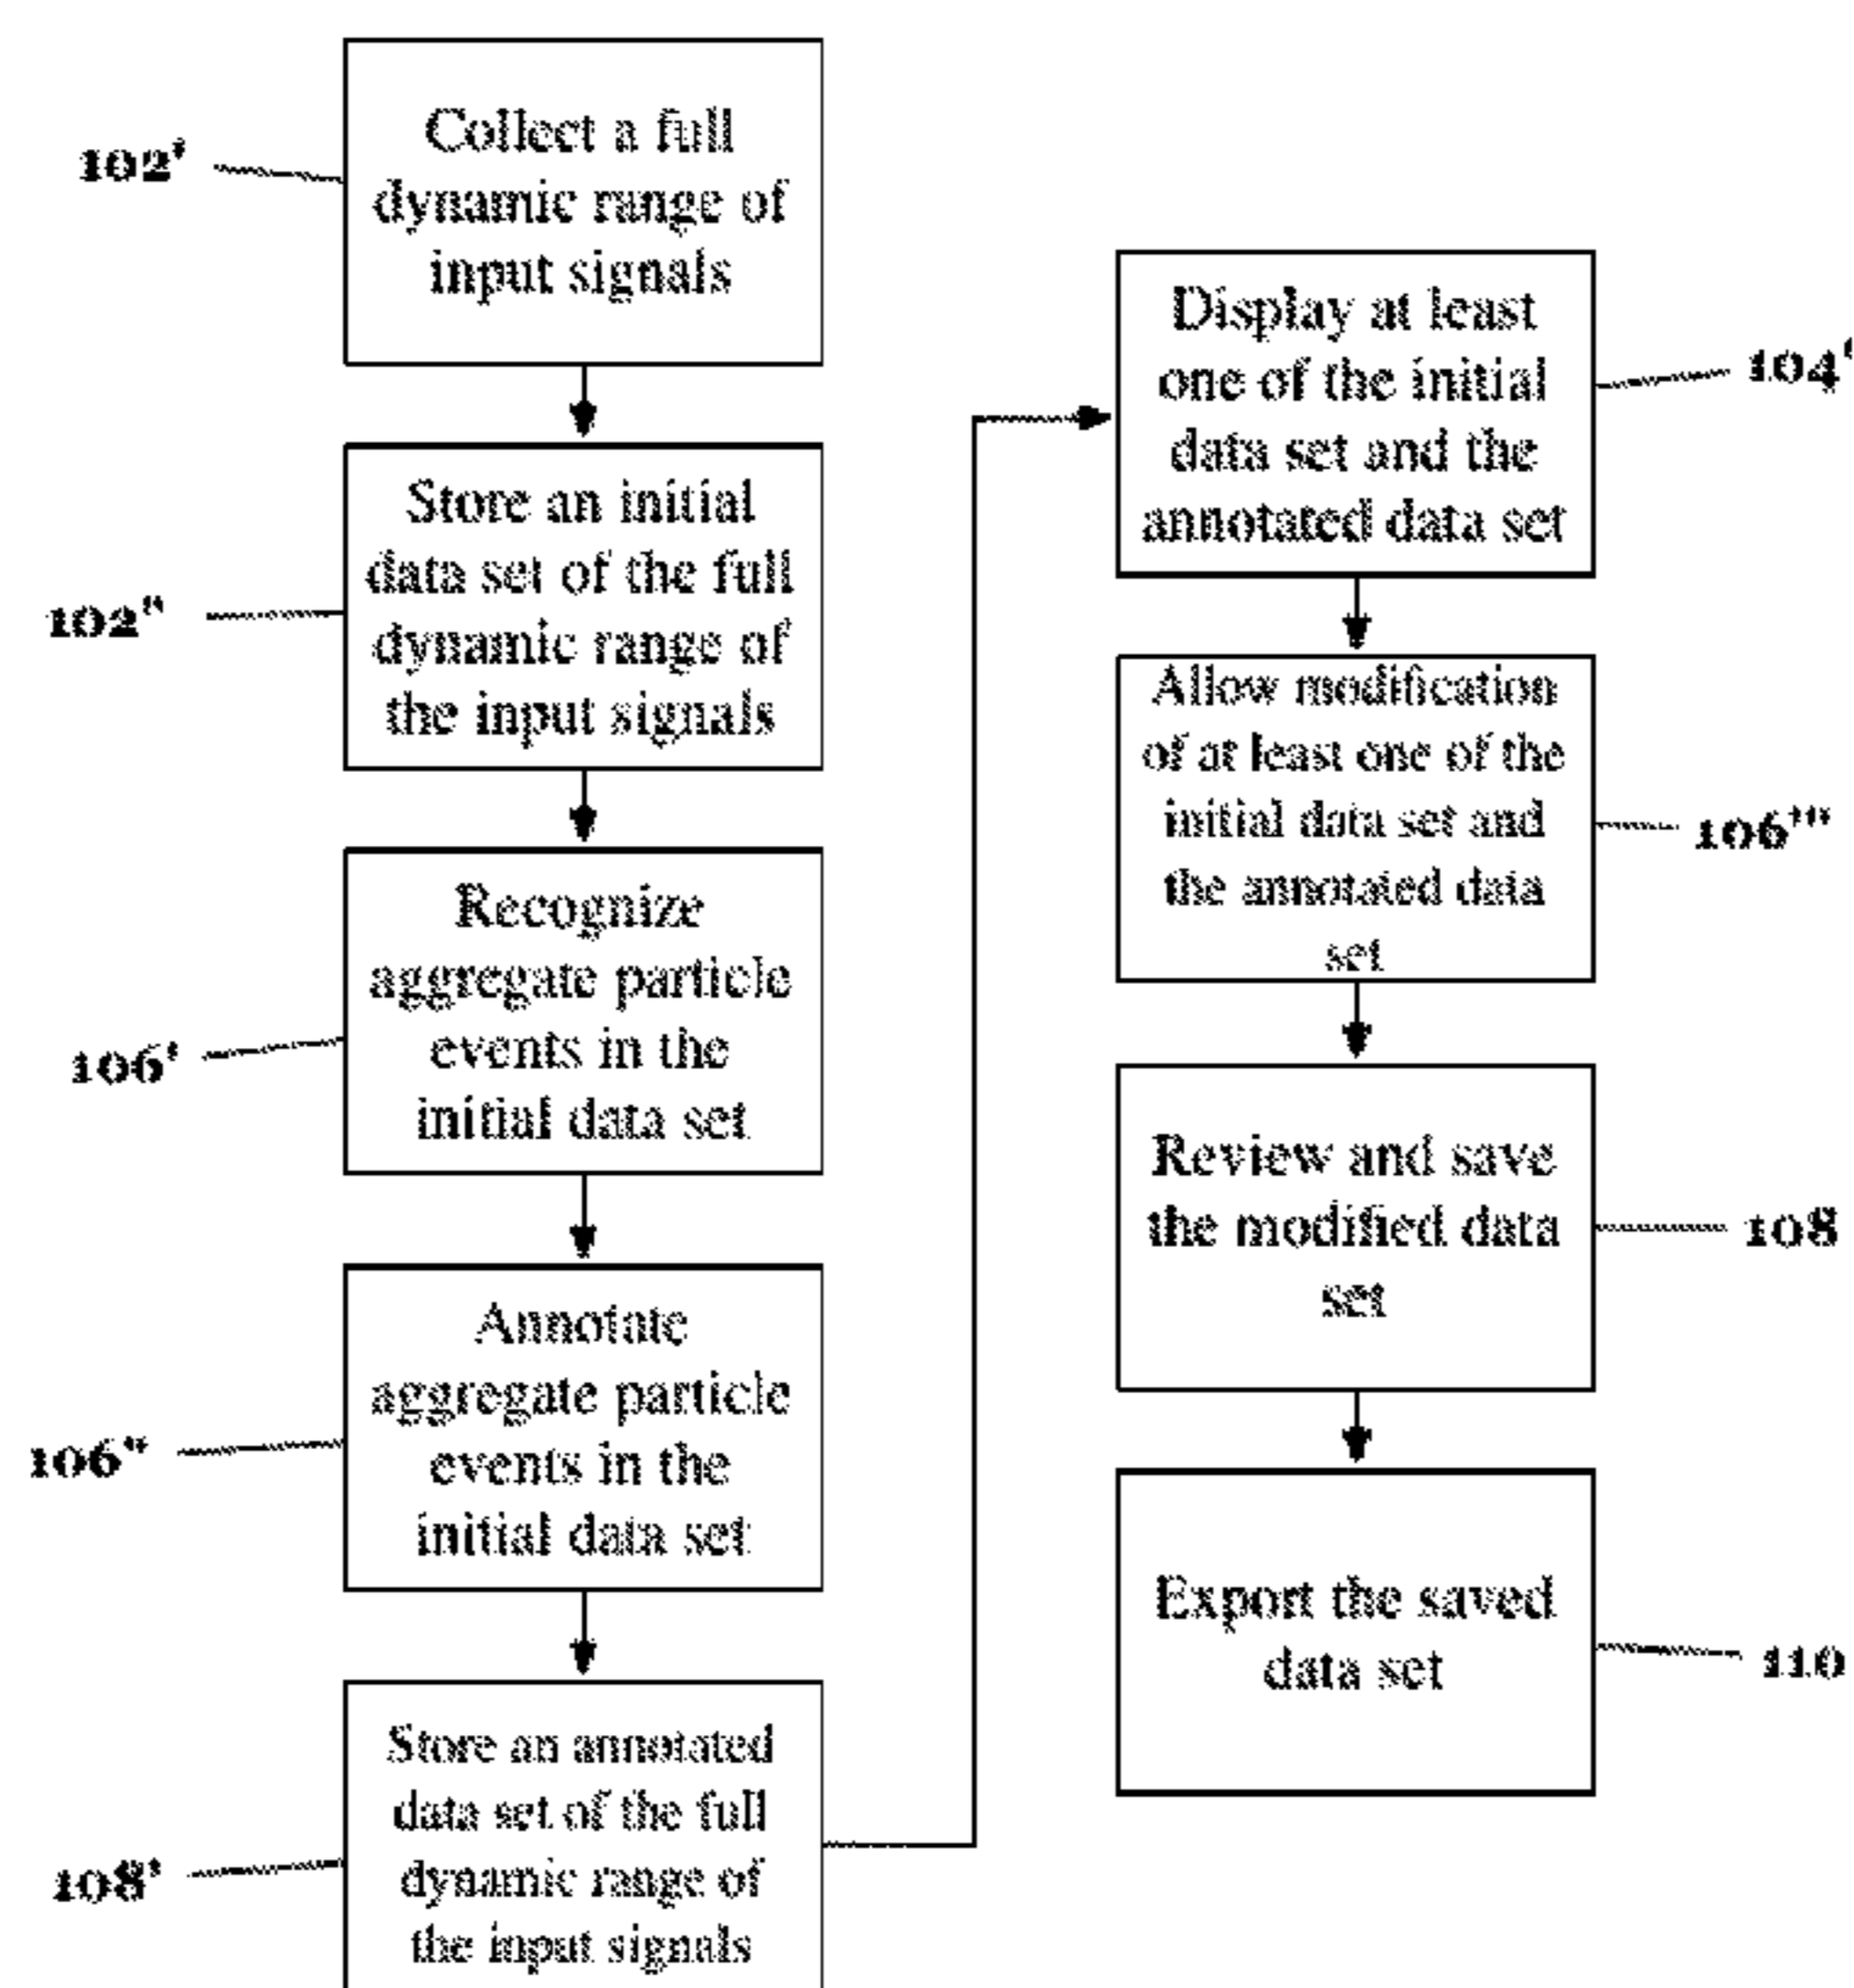 102'
Collect a full
dynamic range of
input signals
102"
Store an initial
data set of the full
dynamic range of
the input signals
106'
Recognize
aggregate particle
events in the
initial data set
106"
Annotate
aggregate particle
events in the
initial data set
108'
Store an annotated
data set of the full
dynamic range of
the input signals
Display at least
one of the initial
data set and the
annotated data set
104'
Allow modification
of at least one of the
initial data set and
the annotated data
set
106'''
Review and save
the modified data
set
108
Export the saved
data set
110